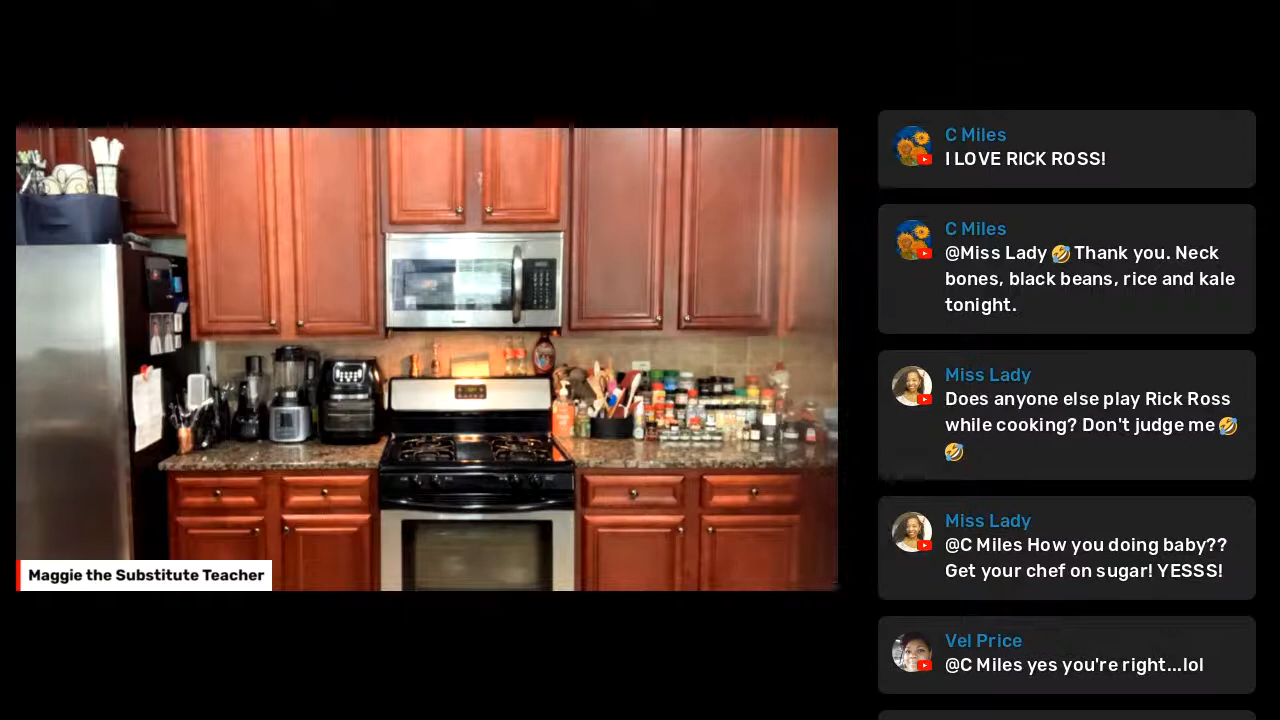 C Miles
I LOVE RICK ROSS!
C Miles
@Miss Lady 🤣 Thank you. Neck
bones, black beans, rice and kale
tonight.
Miss Lady
Does anyone else play Rick Ross
while cooking? Don't judge me 🤣
🤣
Miss Lady
@C Miles How you doing baby??
Get your chef on sugar! YESSS!
Vel Price
@C Miles yes you're right...lol
Maggie the Substitute Teacher